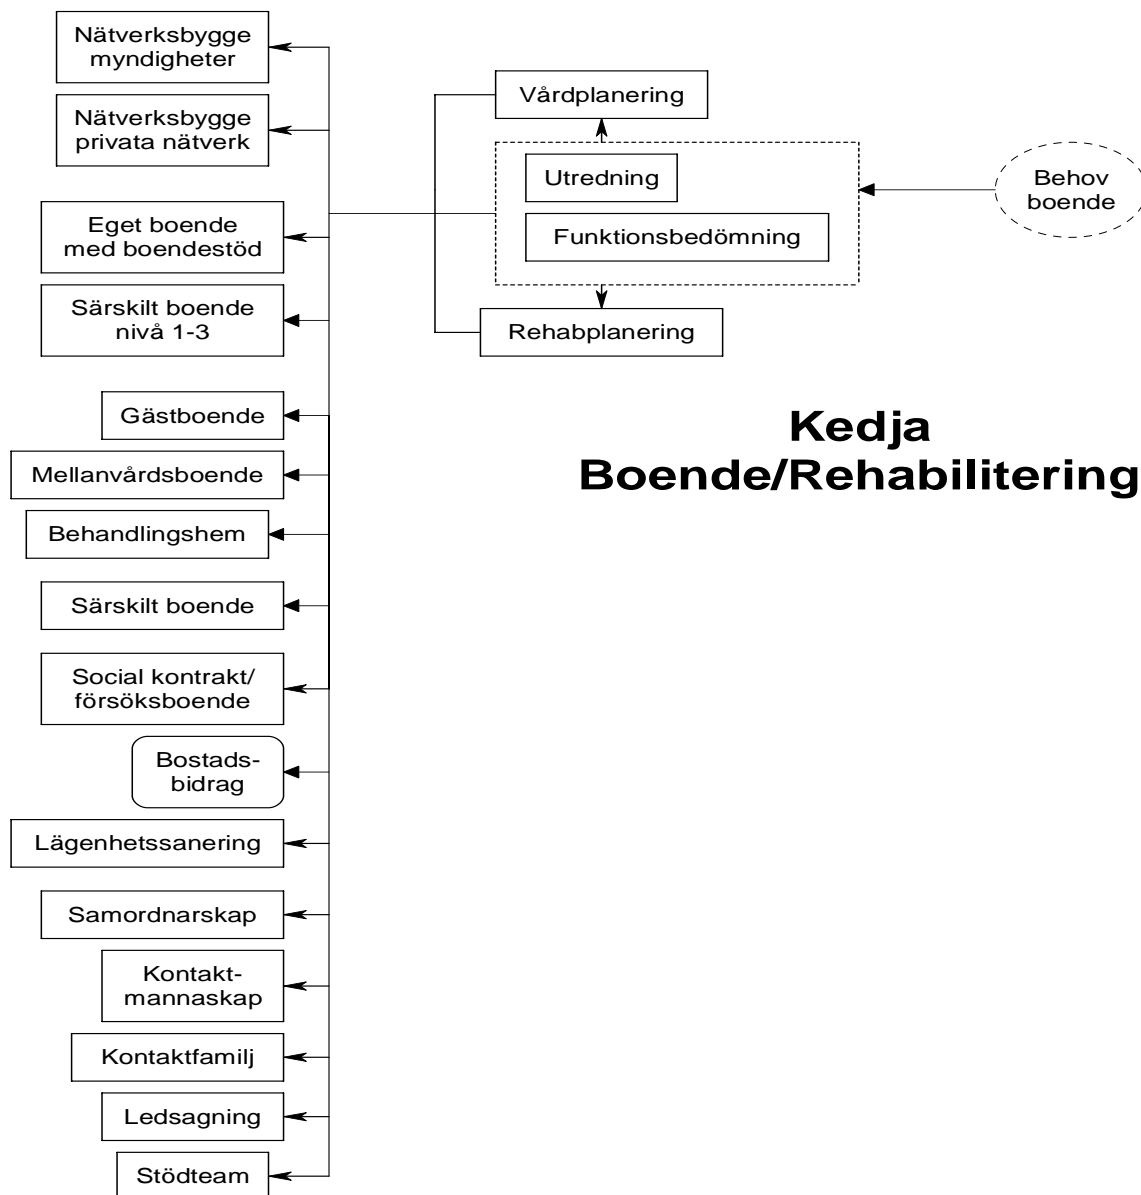 Nätverksbygge
myndigheter
Nätverksbygge
privata nätverk
Eget boende
med boendestöd
Särskilt boende
nivå 1-3
Gästboende
Mellanvårdsboende
Behandlingshem
Särskilt boende
Social kontrakt/
försöksboende
Bostads-
bidrag
Lägenhetssanering
Samordnarskap
Kontakt-
mannaskap
Kontaktfamilj
Ledsagning
Stödteam
Vårdplanering
Utredning
Funktionsbedömning
Rehabplanering
Behov
boende
Kedja
Boende/Rehabilitering